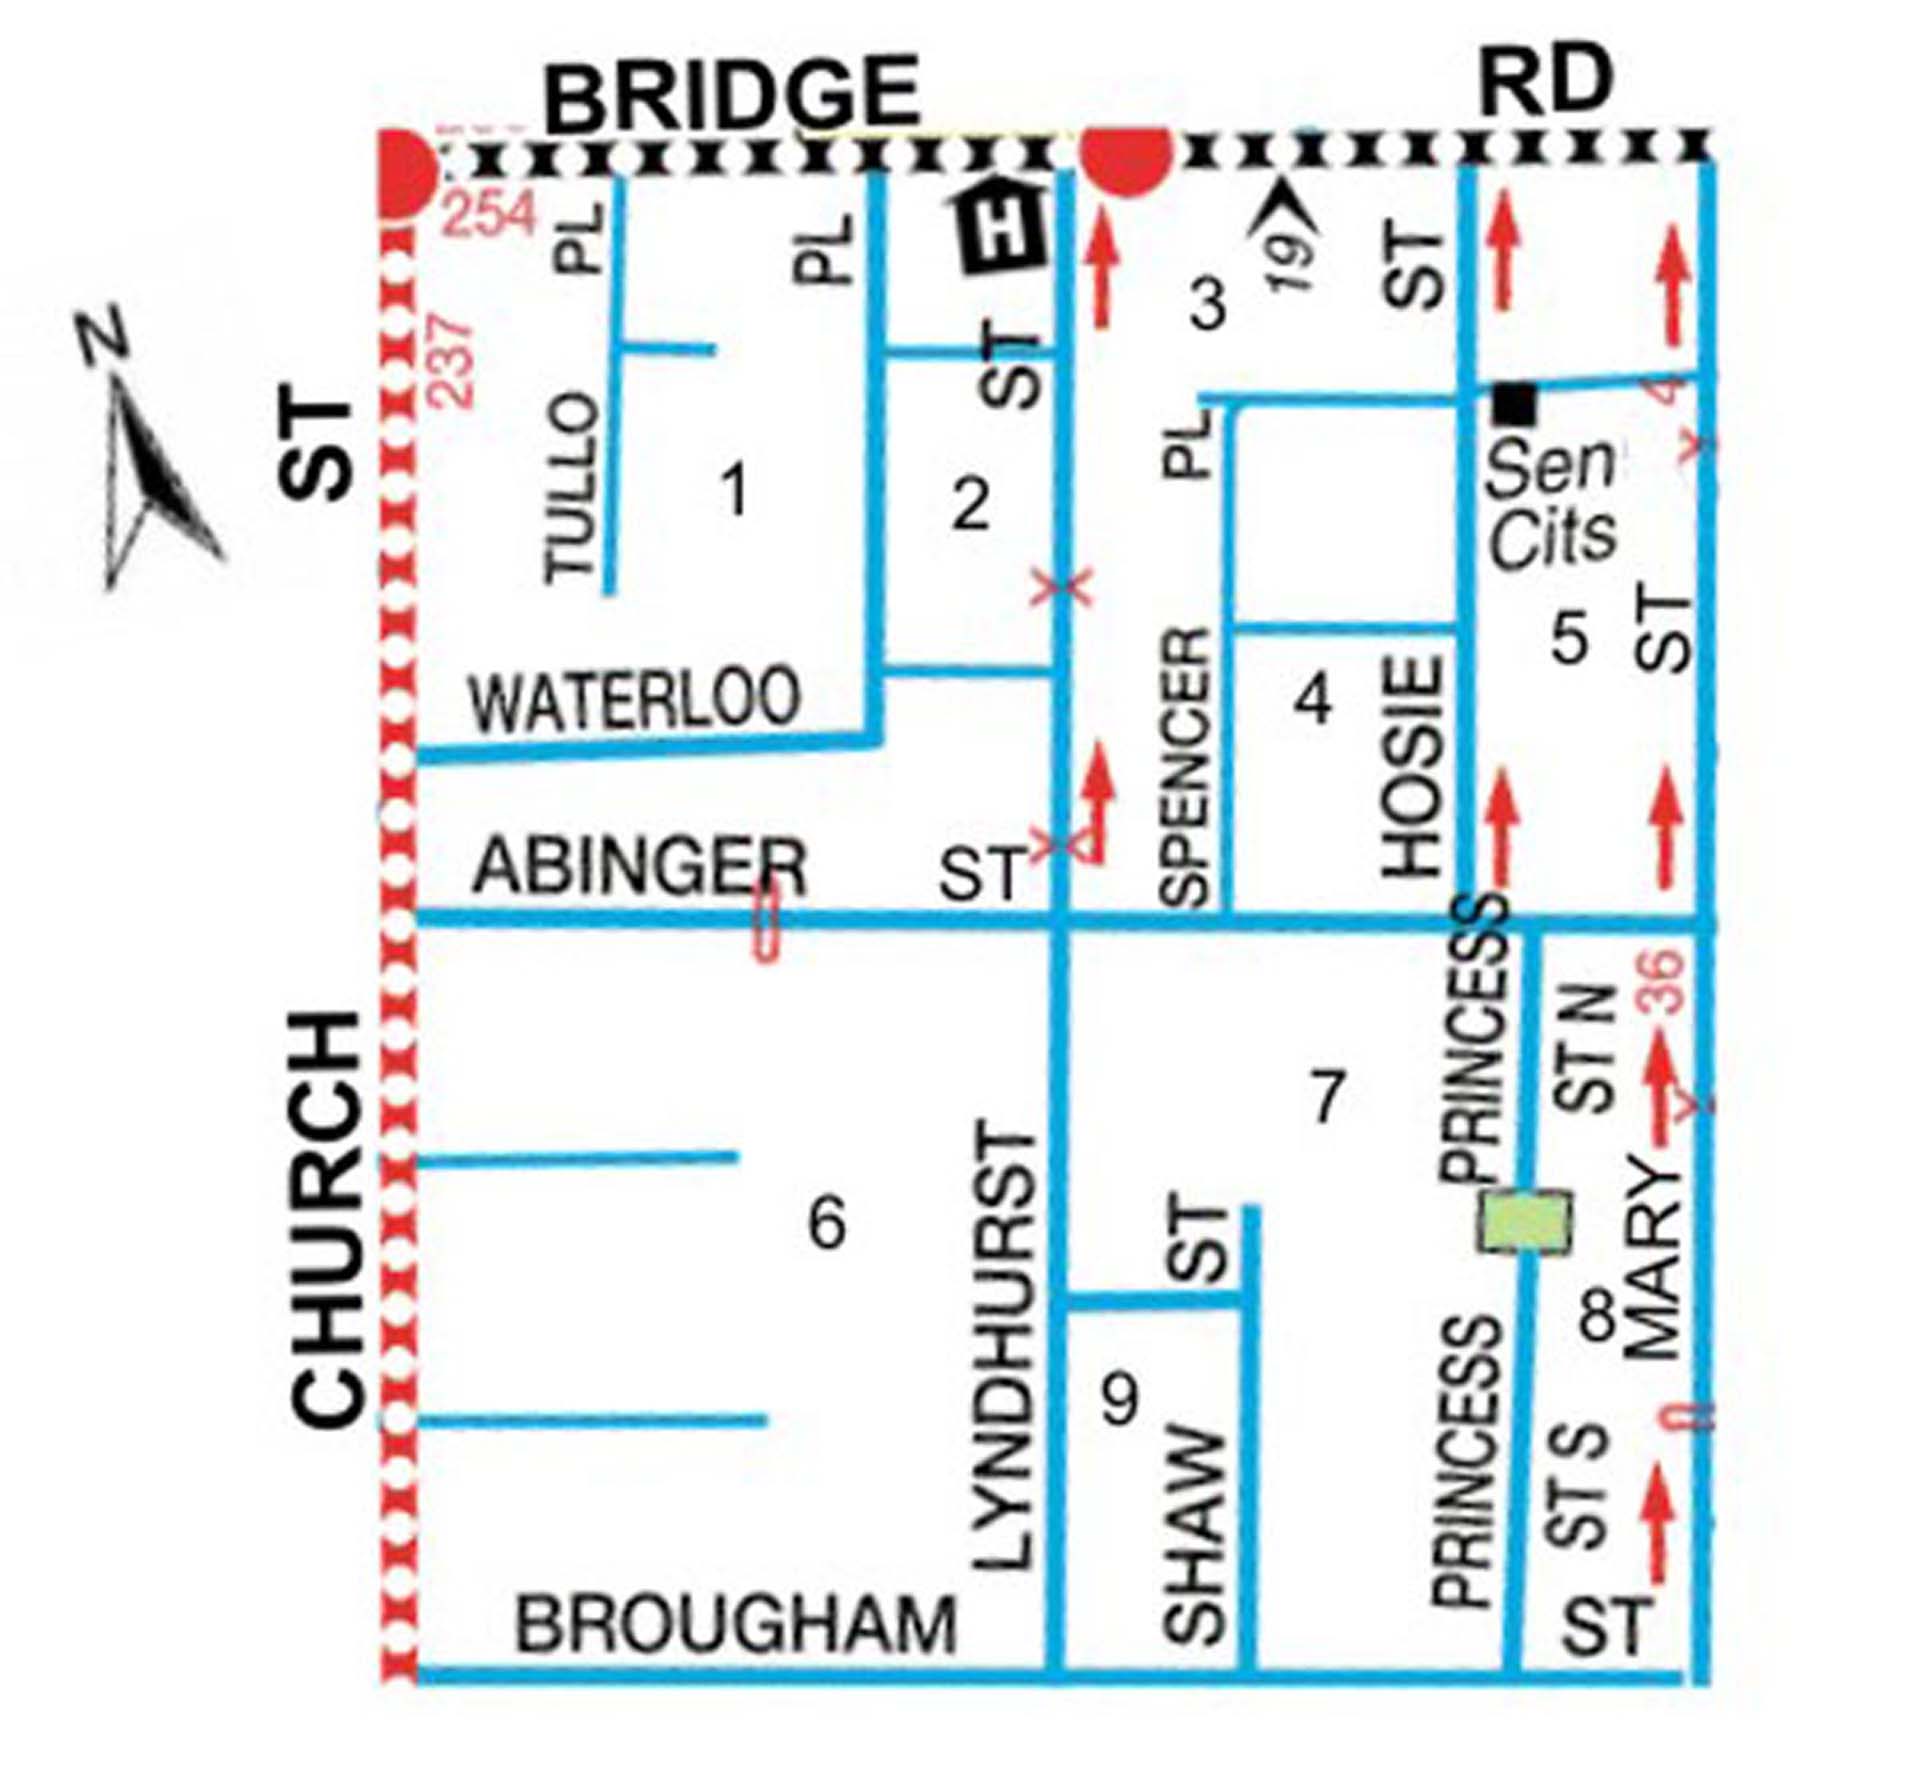 BRIDGE RD
254
PL
PL
H
ST
3
19
ST
N
ST
237
4
TULLO
1
2
PL
Sen
Cits
ST
5
WATERLOO
SPENCER
4
HOSIE
ABINGER ST
36
CHURCH
PRINCESS
ST N
7
6
LYNDHURST
ST
8
MARY
9
SHAW
PRINCESS
ST S
BROUGHAM ST